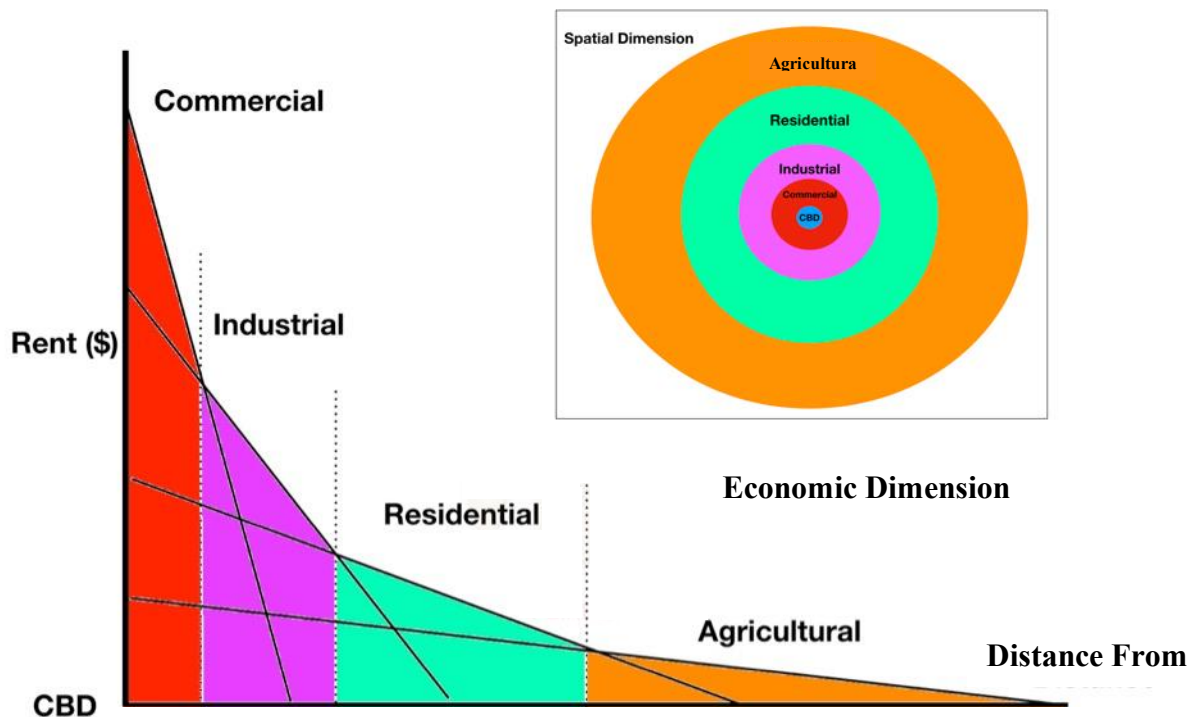 Spatial Dimension
Agricultura
Residential
Industrial
Commercial
CBD
Commercial
Industrial
Rent ($)
Economic Dimension
Residential
Agricultural
Distance From
CBD